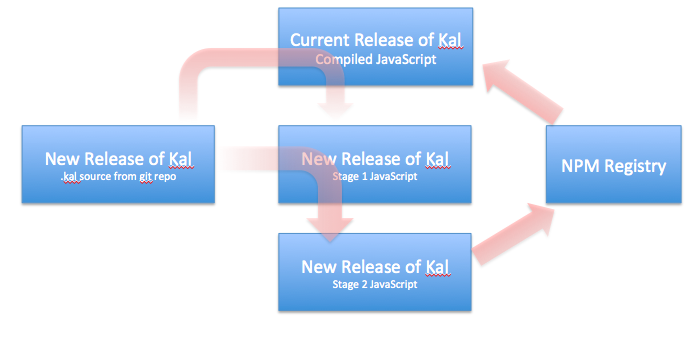 Current Release of Kal
Compiled JavaScript
New Release of Kal
.kal source from git repo
New Release of Kal
Stage 1 JavaScript
NPM Registry
New Release of Kal
Stage 2 JavaScript